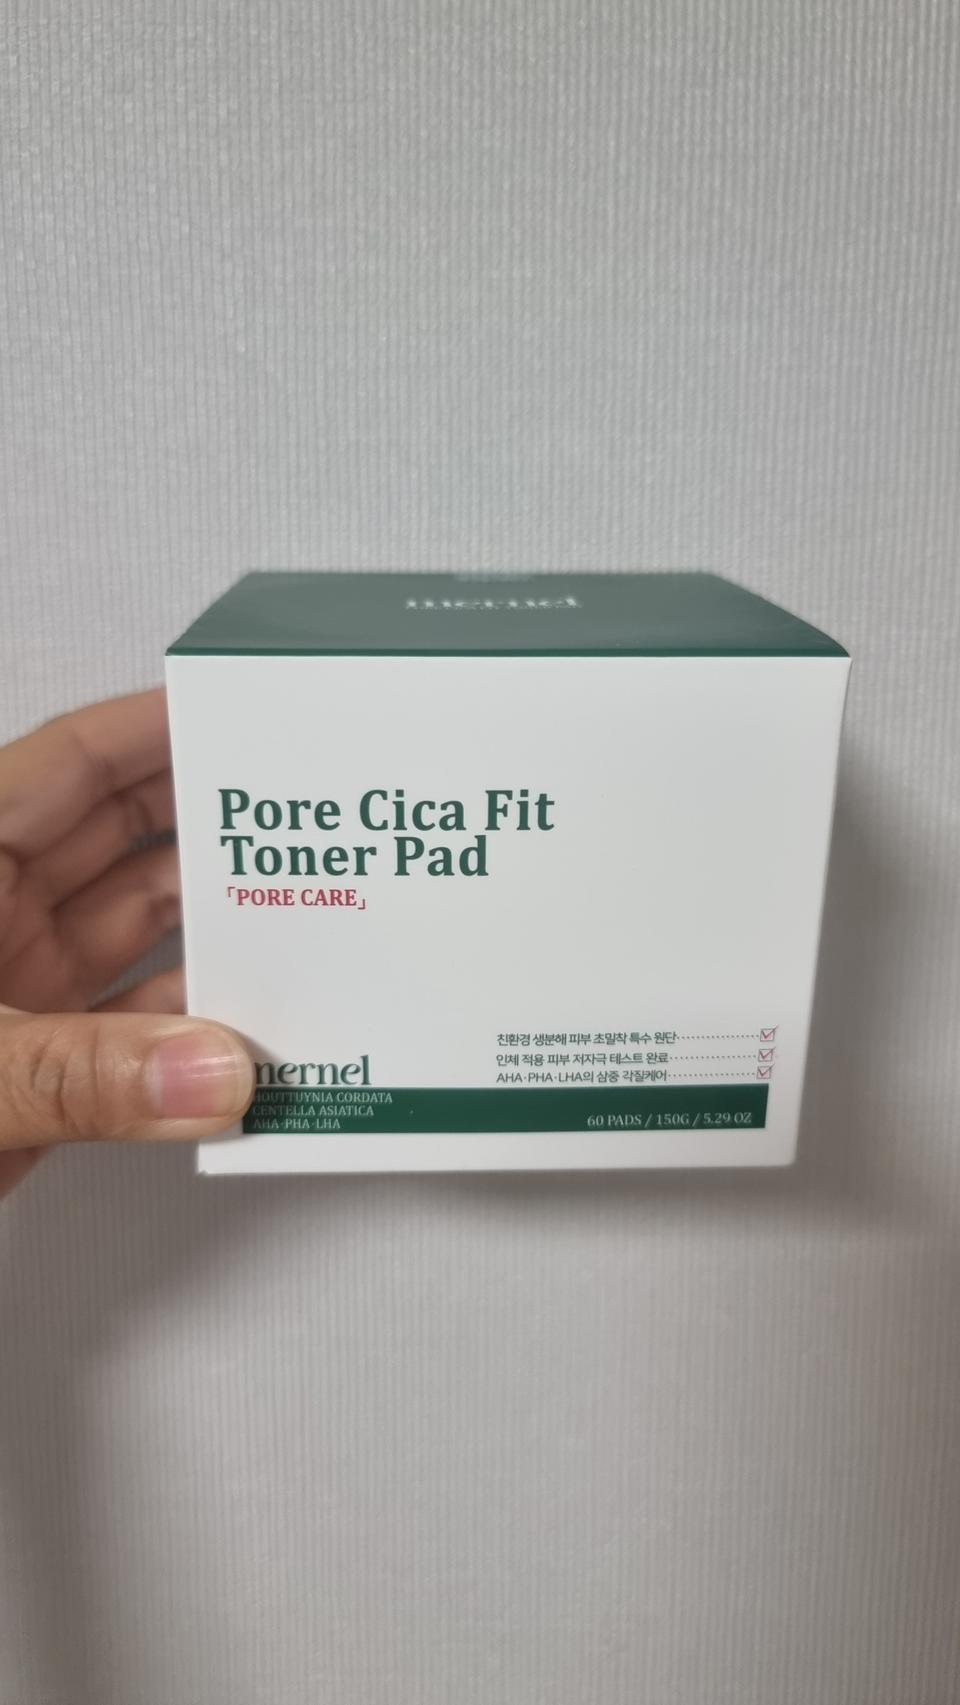 mernel
Pore Cica Fit
Toner Pad
「PORE CARE」
친환경 생분해 피부 초밀착 특수 원단
인체 적용 피부 저자극 테스트 완료
AHA·PHA·LHA의 삼중 각질케어
mernel
HOUTTUYNIA CORDATA
CENTELLA ASIATICA
AHA·PHA·LHA
60 PADS / 150G / 5.29 OZ